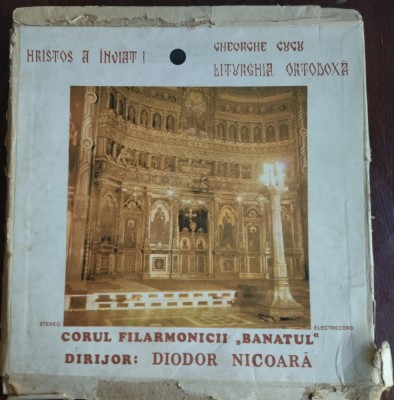 HRISTOS A ÎNVIAT!
GHEORGHE CUCU
LITURGHIA ORTODOXĂ
STEREO
ELECTRECORD
CORUL FILARMONICII „BANATUL“
DIRIJOR: DIODOR NICOARĂ